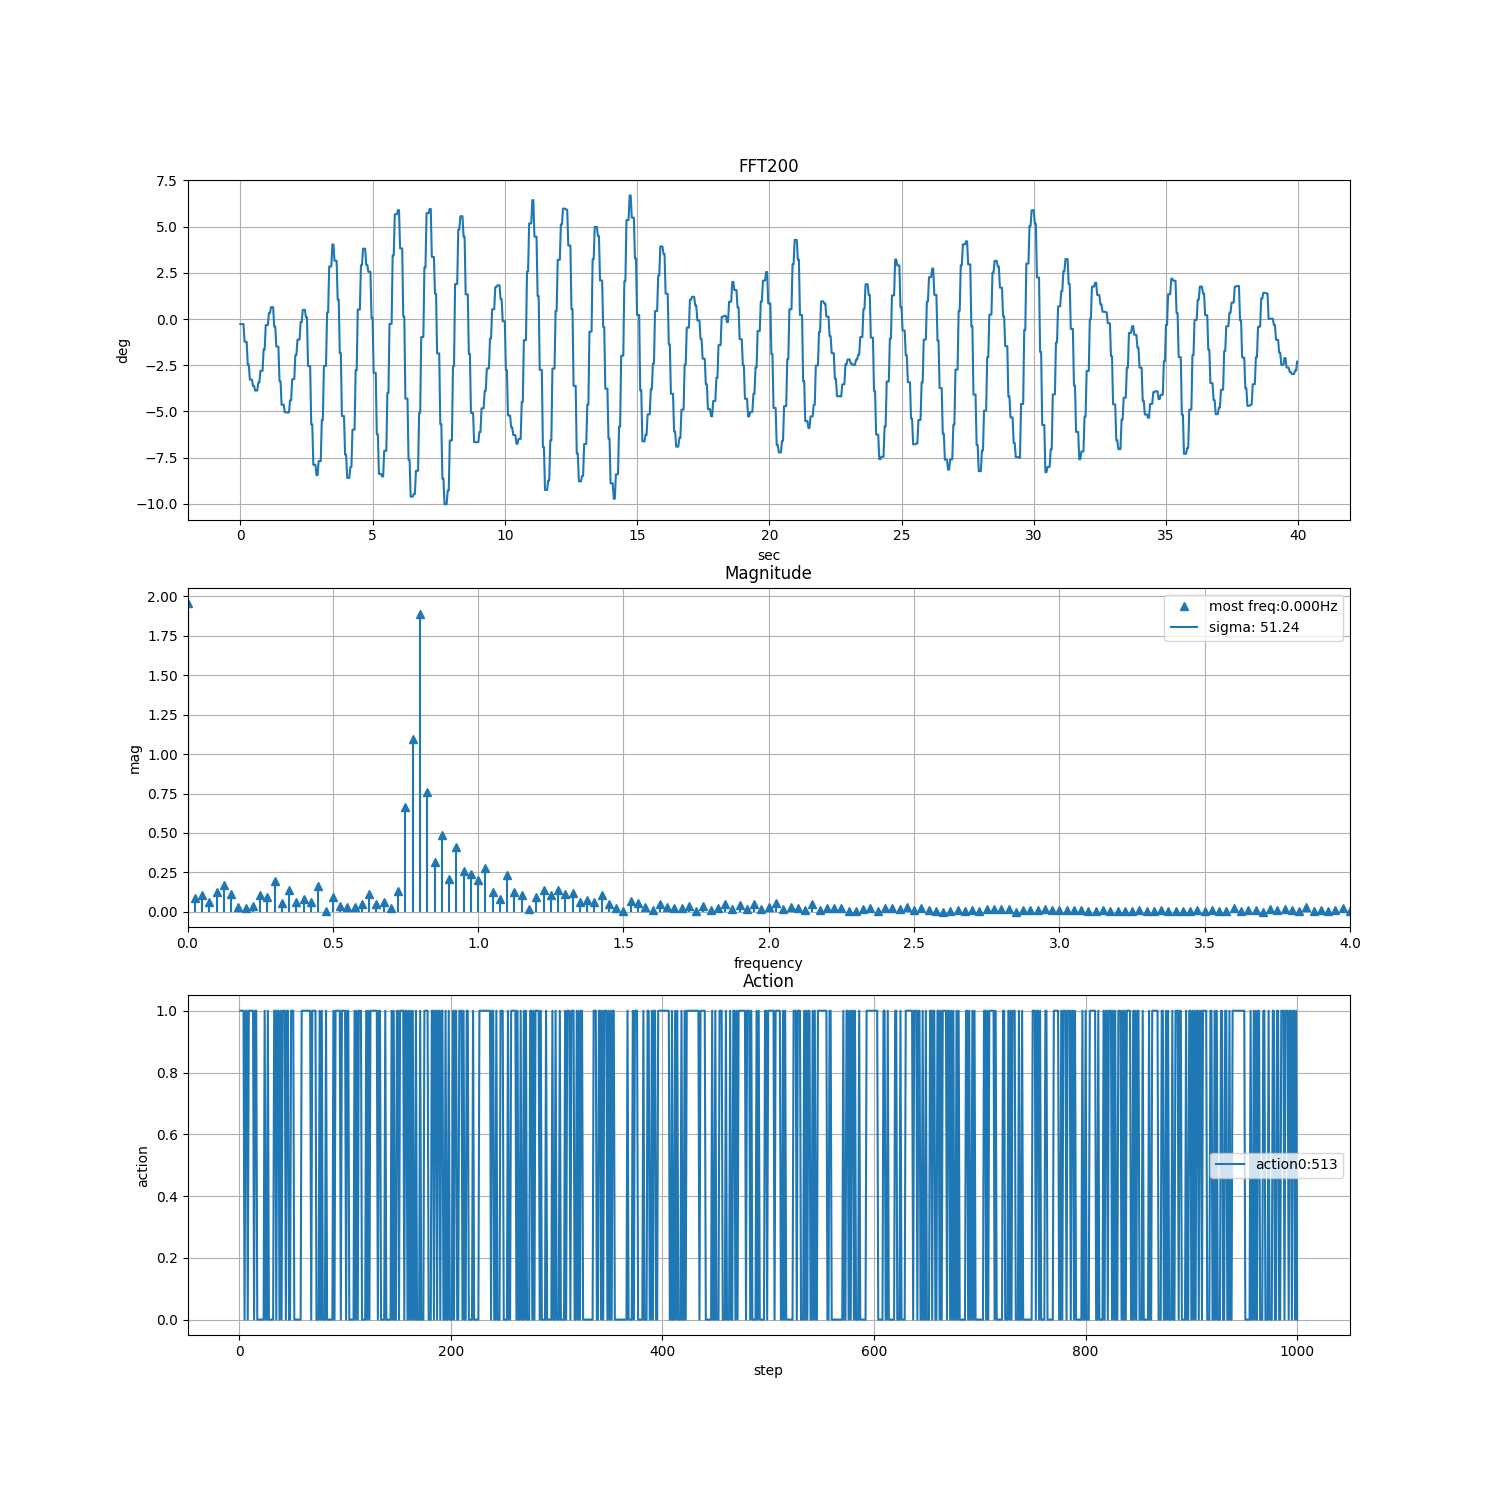 FFT200
7.5
5.0
2.5
0.0
−2.5
−5.0
−7.5
−10.0
deg
0 5 10 15 20 25 30 35 40
sec
Magnitude
2.00
1.75
1.50
1.25
1.00
0.75
0.50
0.25
0.00
mag
most freq:0.000Hz
sigma: 51.24
0.0 0.5 1.0 1.5 2.0 2.5 3.0 3.5 4.0
frequency
Action
1.0
0.8
0.6
0.4
0.2
0.0
action
action0:513
0 200 400 600 800 1000
step